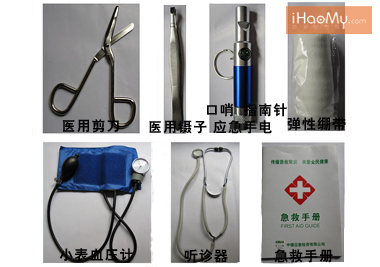 iHaoMy.com
口哨 指南针
医用剪刀 医用镊子 应急手电 弹性绷带
急救手册
FIRST AID GUIDE
小表血压计 听诊器 急救手册